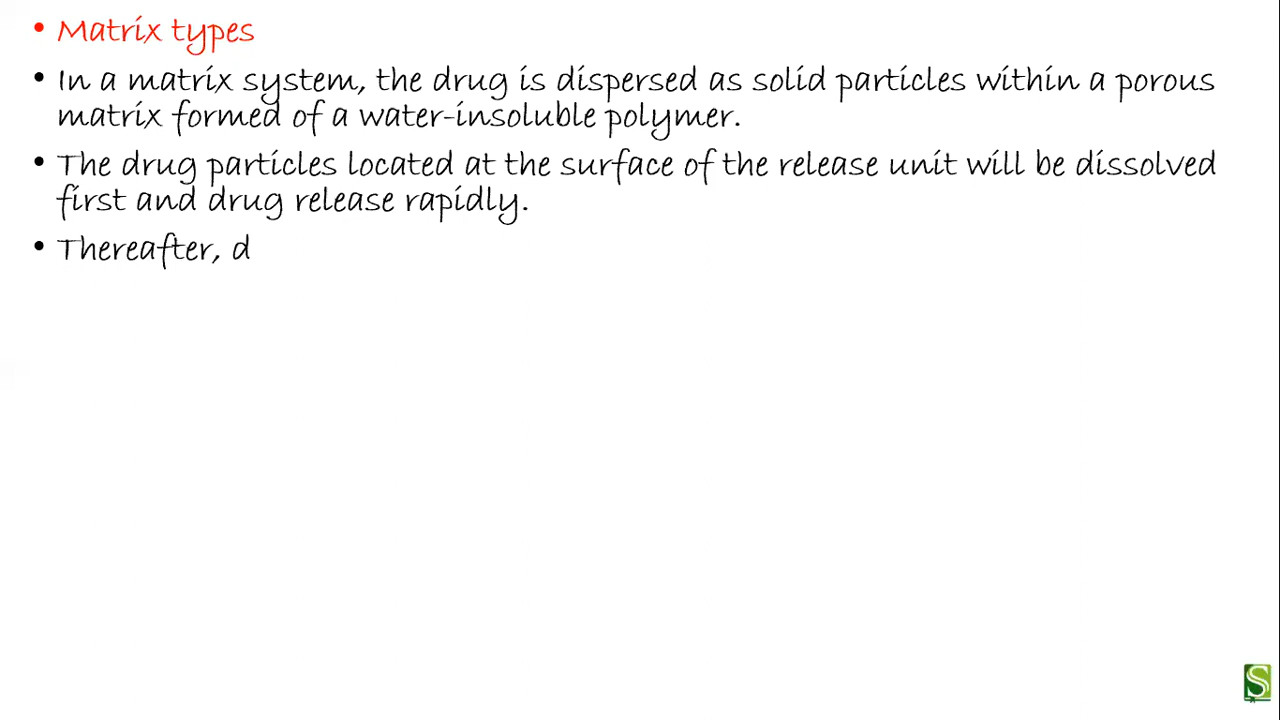 • Matrix types
• In a matrix system, the drug is dispersed as solid particles within a porous
matrix formed of a water-insoluble polymer.
• The drug particles located at the surface of the release unit will be dissolved
first and drug release rapidly.
• Thereafter, d
S